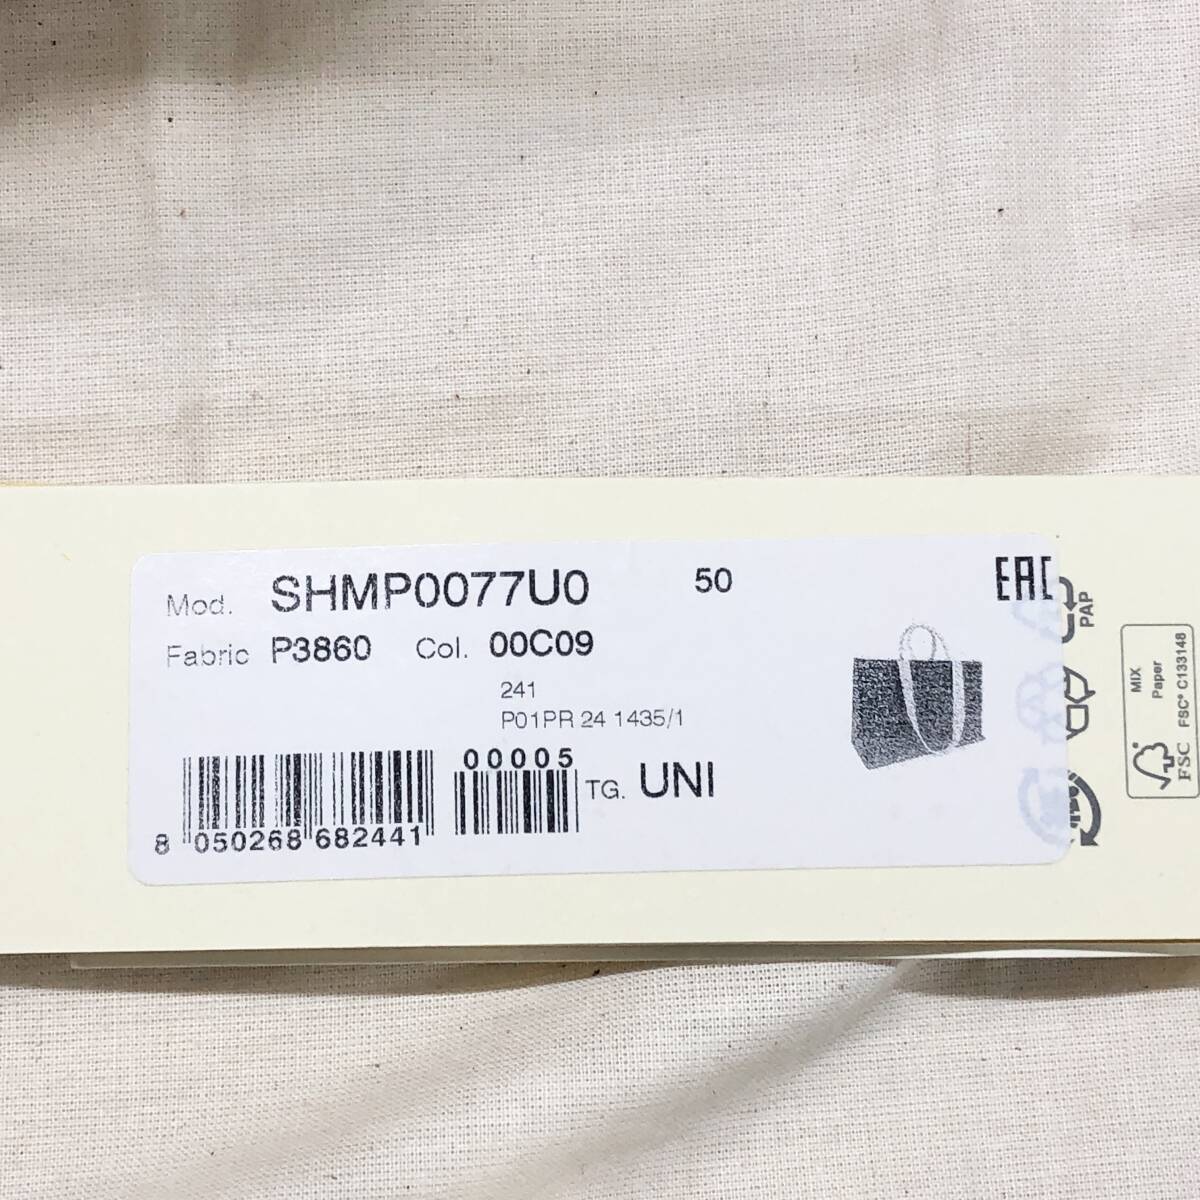 Mod. SHMP0077U0 50
EAC
Fabric P3860 Col. 00C09
241
P01PR 24 1435/1
00005
TG. UNI
8 050268 682441
PAP
MIX
Paper
FSC® C133148
FSC